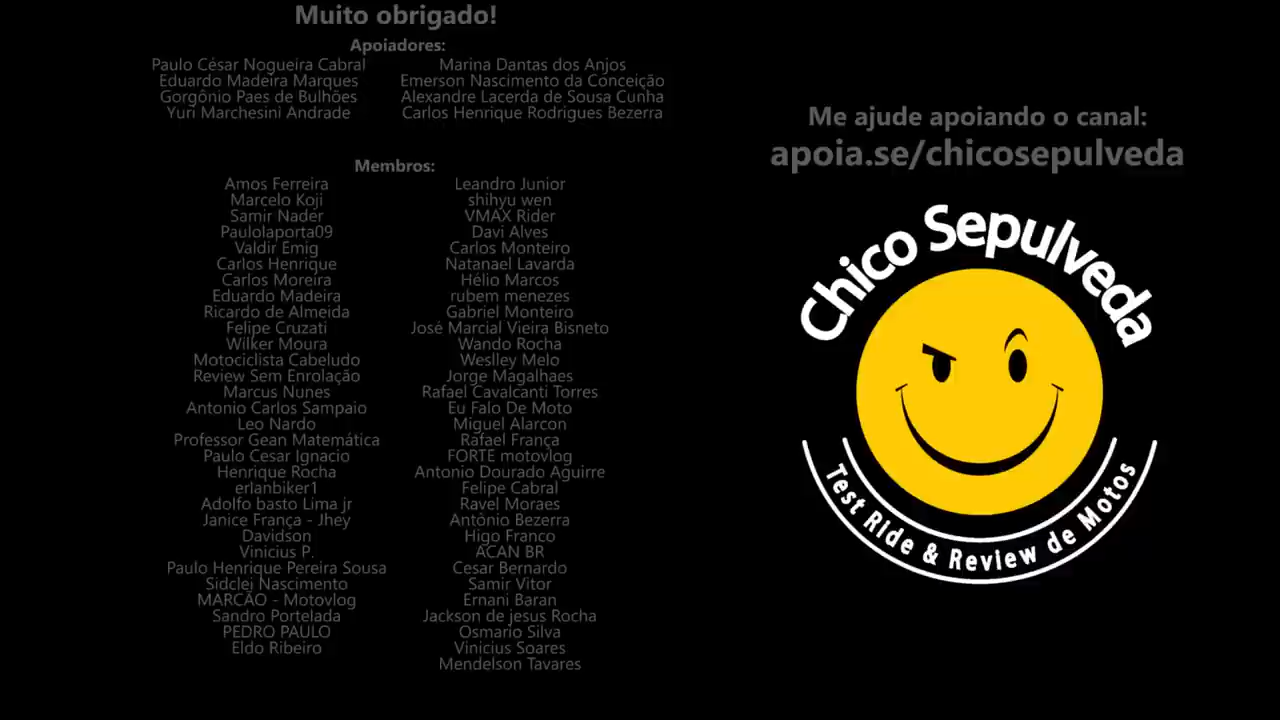 Muito obrigado!
Apoiadores:
Paulo César Nogueira Cabral
Eduardo Madeira Marques
Gorgônio Paes de Bulhões
Yuri Marchesini Andrade
Marina Dantas dos Anjos
Emerson Nascimento da Conceição
Alexandre Lacerda de Sousa Cunha
Carlos Henrique Rodrigues Bezerra
Membros:
Amos Ferreira
Marcelo Koji
Samir Nader
Paulolaporta09
Valdir Emig
Carlos Henrique
Carlos Moreira
Eduardo Madeira
Ricardo de Almeida
Felipe Cruzati
Wilker Moura
Motociclista Cabeludo
Review Sem Enrolação
Marcus Nunes
Antonio Carlos Sampaio
Leo Nardo
Professor Gean Matemática
Paulo Cesar Ignacio
Henrique Rocha
erlanbiker1
Adolfo basto Lima jr
Janice França - Jhey
Davidson
Vinicius P.
Paulo Henrique Pereira Sousa
Sidclej Nascimento
MARCÃO - Motovlog
Sandro Portelada
PEDRO PAULO
Eldo Ribeiro
Leandro Junior
shihyu wen
VMAX Rider
Davi Alves
Carlos Monteiro
Natanael Lavarda
Hélio Marcos
rubem menezes
Gabriel Monteiro
José Marcial Vieira Bisneto
Wando Rocha
Weslley Melo
Jorge Magalhaes
Rafael Cavalcanti Torres
Eu Falo De Moto
Miguel Alarcon
Rafael França
FORTE motovlog
Antonio Dourado Aguirre
Felipe Cabral
Ravel Moraes
Antônio Bezerra
Higo Franco
ACAN BR
Cesar Bernardo
Samir Vitor
Ernani Baran
Jackson de jesus Rocha
Osmario Silva
Vinicius Soares
Mendelson Tavares
Me ajude apoiando o canal:
apoia.se/chicosepulveda
Chico Sepulveda
Test Ride & Review de Motos